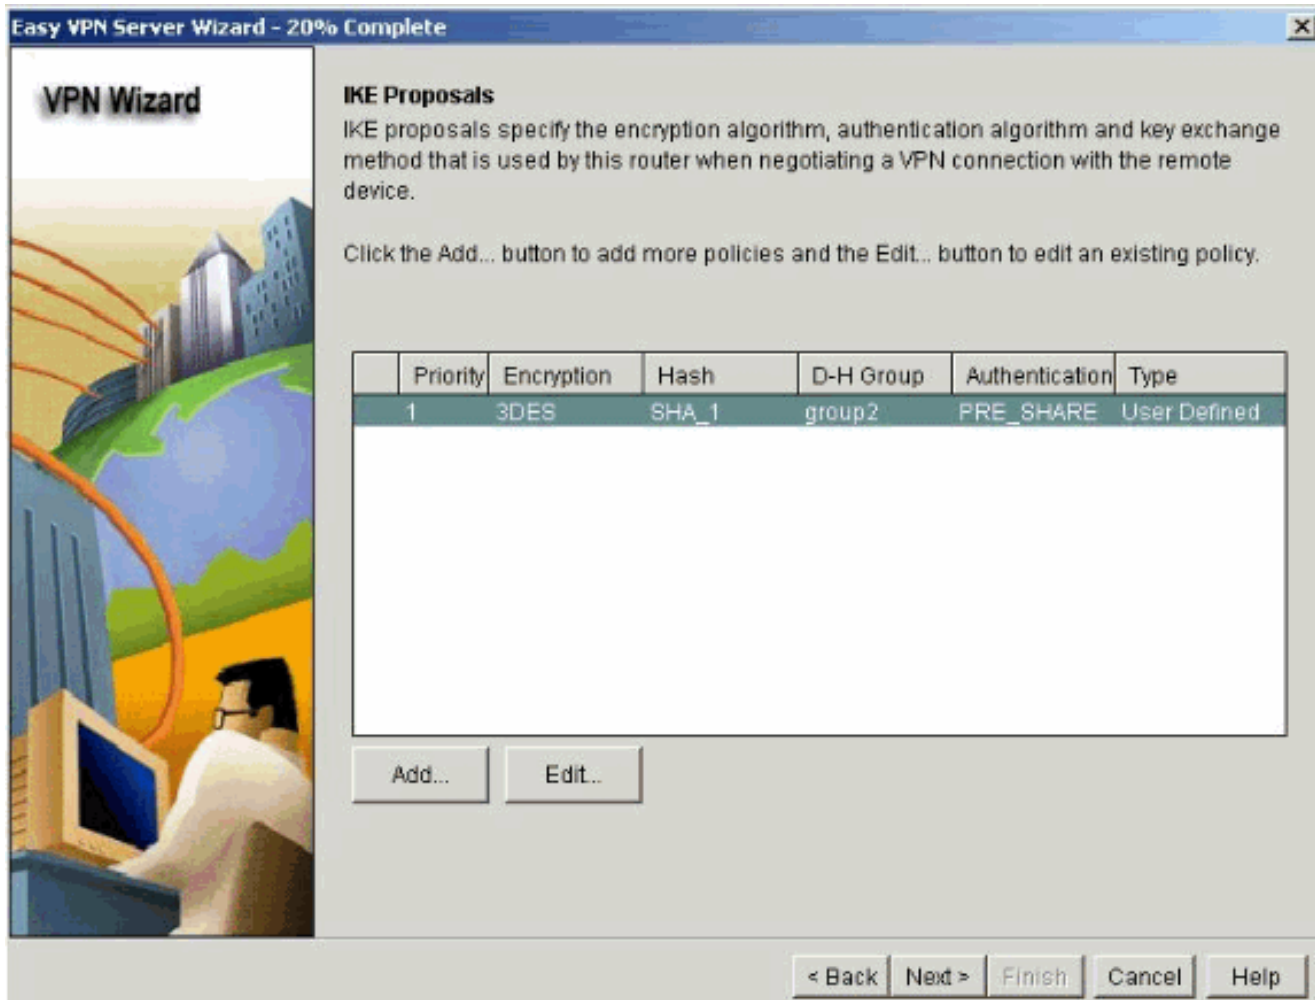 Easy VPN Server Wizard - 20% Complete
VPN Wizard
IKE Proposals
IKE proposals specify the encryption algorithm, authentication algorithm and key exchange
method that is used by this router when negotiating a VPN connection with the remote
device.
Click the Add... button to add more policies and the Edit... button to edit an existing policy.
Priority Encryption Hash D-H Group Authentication Type
1 3DES SHA_1 group2 PRE_SHARE User Defined
Add... Edit...
< Back Next > Finish Cancel Help